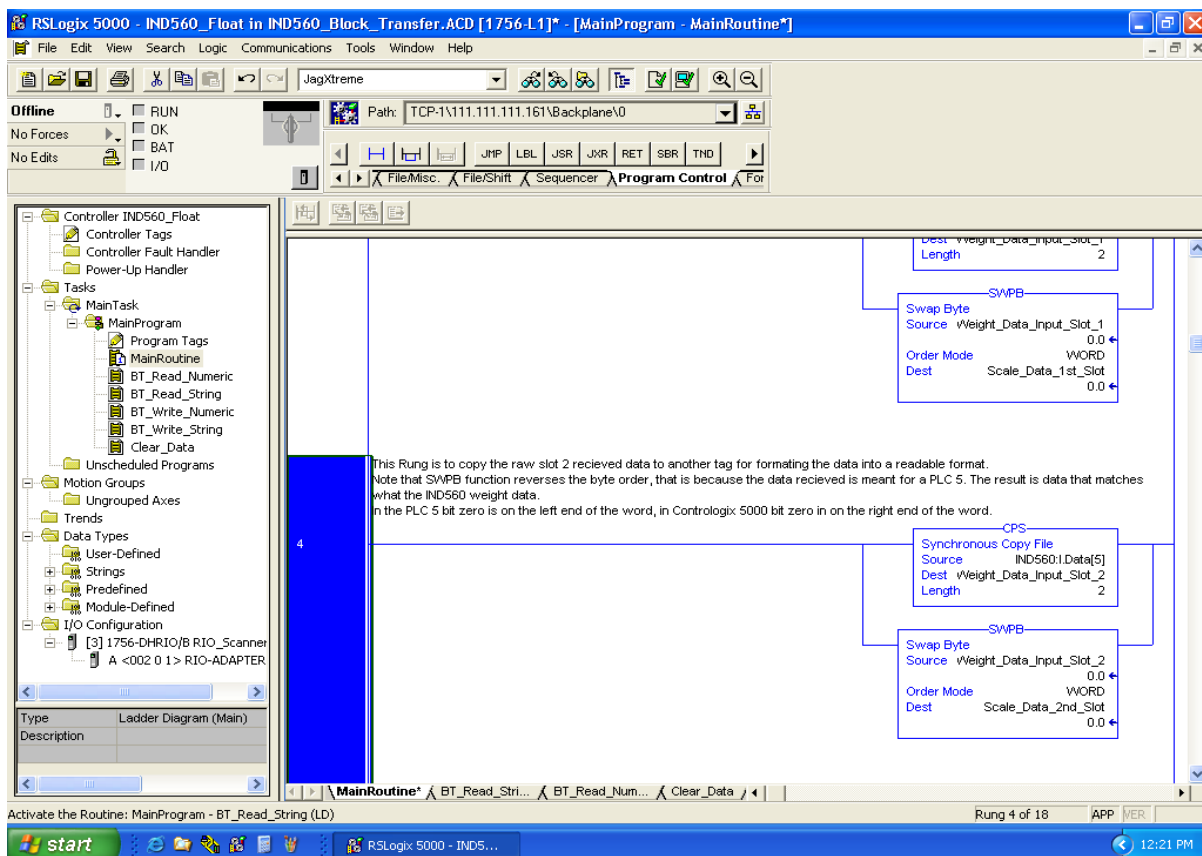 RSLogix 5000 - IND560_Float in IND560_Block_Transfer.ACD [1756-L1]* - [MainProgram - MainRoutine*]
File Edit View Search Logic Communications Tools Window Help
JagXtreme
Offline
RUN
No Forces
OK
BAT
No Edits
I/O
Path: TCP-1\111.111.111.161\Backplane\0
JMP LBL JSR JXR RET SBR TND
File/Misc. File/Shift Sequencer Program Control For
Controller IND560_Float
Controller Tags
Controller Fault Handler
Power-Up Handler
Tasks
MainTask
MainProgram
Program Tags
MainRoutine
BT_Read_Numeric
BT_Read_String
BT_Write_Numeric
BT_Write_String
Clear_Data
Unscheduled Programs
Motion Groups
Ungrouped Axes
Trends
Data Types
User-Defined
Strings
Predefined
Module-Defined
I/O Configuration
[3] 1756-DHRIO/B RIO_Scanner
A <002 0 1> RIO-ADAPTER
Type Ladder Diagram (Main)
Description
Dest Weight_Data_Input_Slot_1
Length 2
SWPB
Swap Byte
Source Weight_Data_Input_Slot_1
0.0
Order Mode WORD
Dest Scale_Data_1st_Slot
0.0
This Rung is to copy the raw slot 2 recieved data to another tag for formating the data into a readable format.
Note that SWPB function reverses the byte order, that is because the data recieved is meant for a PLC 5. The result is data that matches
what the IND560 weight data.
In the PLC 5 bit zero is on the left end of the word, in Contrologix 5000 bit zero in on the right end of the word.
4
CPS
Synchronous Copy File
Source IND560:I.Data[5]
Dest Weight_Data_Input_Slot_2
Length 2
SWPB
Swap Byte
Source Weight_Data_Input_Slot_2
0.0
Order Mode WORD
Dest Scale_Data_2nd_Slot
0.0
MainRoutine* BT_Read_Stri... BT_Read_Num... Clear_Data
Activate the Routine: MainProgram - BT_Read_String (LD)
Rung 4 of 18 APP VER
start
RSLogix 5000 - IND5...
12:21 PM